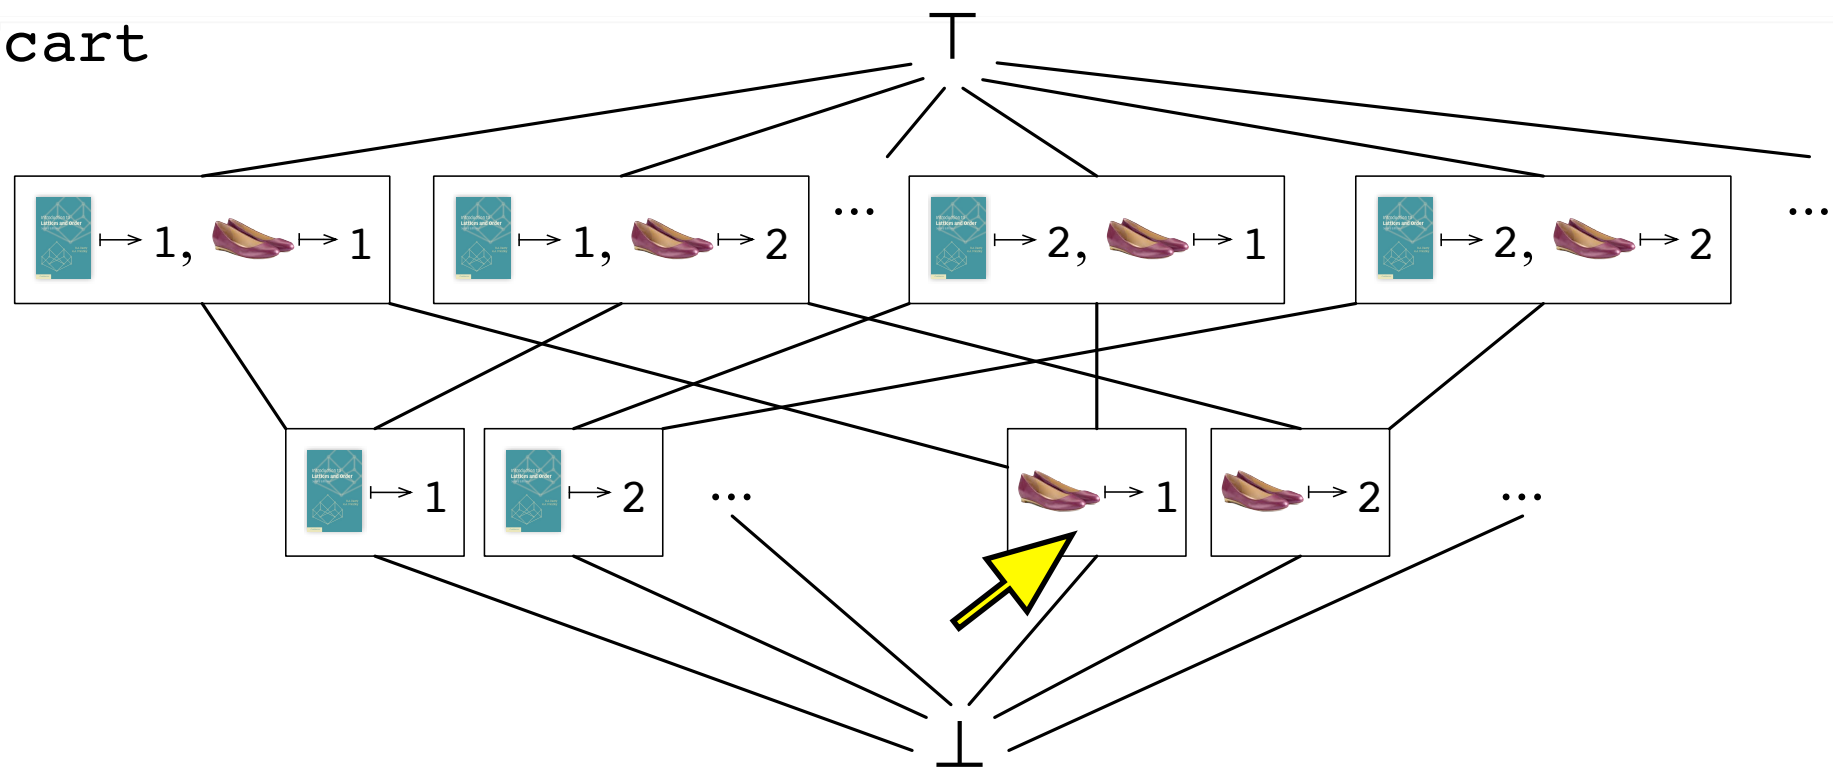 cart
⊤
↦ 1, ↦ 1
↦ 1, ↦ 2
...
↦ 2, ↦ 1
↦ 2, ↦ 2
...
↦ 1
↦ 2
...
↦ 1
↦ 2
...
⊥